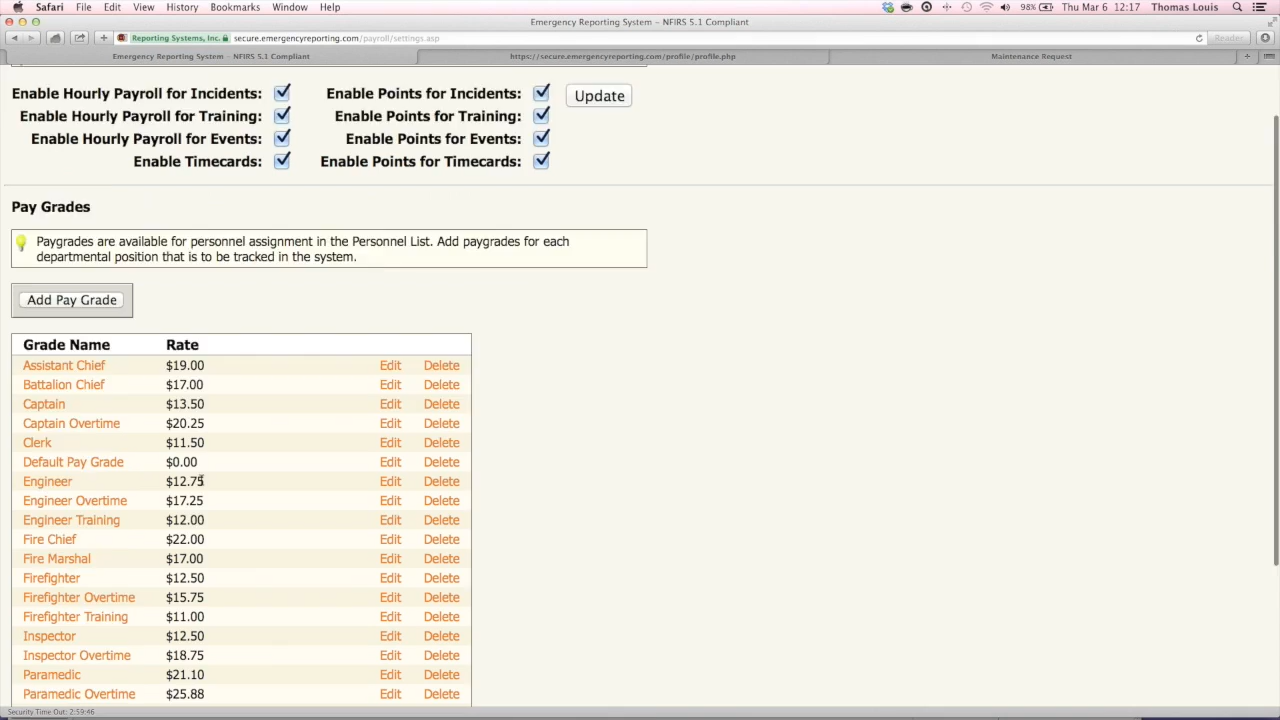 Safari File Edit View History Bookmarks Window Help 98% Thu Mar 6 12:17 Thomas Louis
Emergency Reporting System – NFIRS 5.1 Compliant
Reporting Systems, Inc. secure.emergencyreporting.com/payroll/settings.asp Reader
Emergency Reporting System – NFIRS 5.1 Compliant https://secure.emergencyreporting.com/profile/profile.php Maintenance Request
Enable Hourly Payroll for Incidents: Enable Points for Incidents: Update
Enable Hourly Payroll for Training: Enable Points for Training:
Enable Hourly Payroll for Events: Enable Points for Events:
Enable Timecards: Enable Points for Timecards:
Pay Grades
Paygrades are available for personnel assignment in the Personnel List. Add paygrades for each
departmental position that is to be tracked in the system.
Add Pay Grade
Grade Name Rate
Assistant Chief $19.00 Edit Delete
Battalion Chief $17.00 Edit Delete
Captain $13.50 Edit Delete
Captain Overtime $20.25 Edit Delete
Clerk $11.50 Edit Delete
Default Pay Grade $0.00 Edit Delete
Engineer $12.75 Edit Delete
Engineer Overtime $17.25 Edit Delete
Engineer Training $12.00 Edit Delete
Fire Chief $22.00 Edit Delete
Fire Marshal $17.00 Edit Delete
Firefighter $12.50 Edit Delete
Firefighter Overtime $15.75 Edit Delete
Firefighter Training $11.00 Edit Delete
Inspector $12.50 Edit Delete
Inspector Overtime $18.75 Edit Delete
Paramedic $21.10 Edit Delete
Paramedic Overtime $25.88 Edit Delete
Security Time Out: 2:59:46